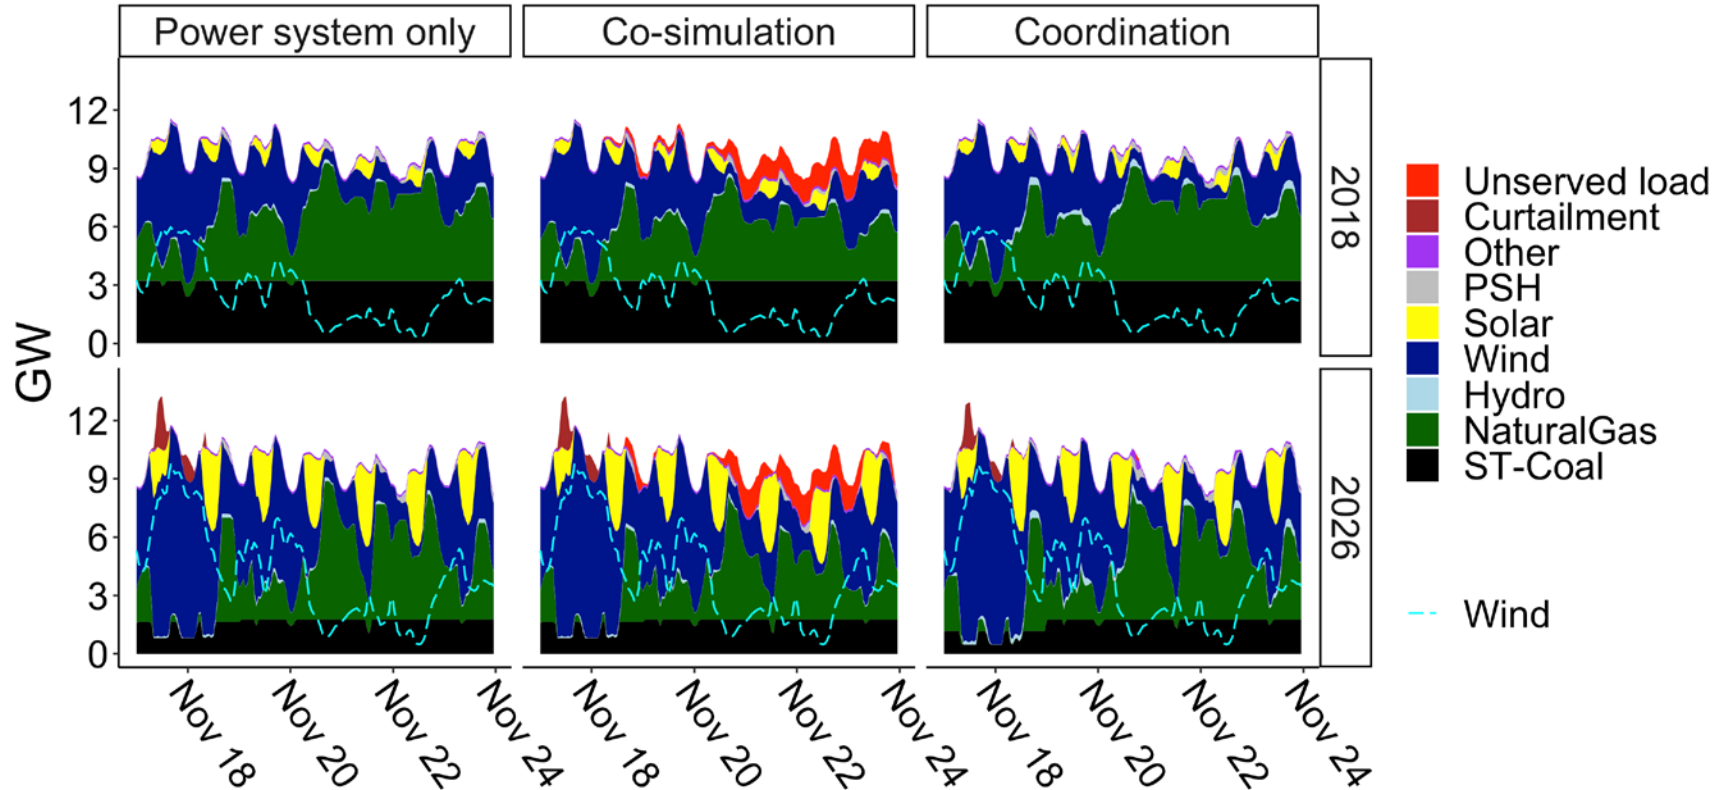 Power system only
Co-simulation
Coordination
GW
12
9
6
3
0
2018
12
9
6
3
0
2026
Nov 18
Nov 20
Nov 22
Nov 24
Nov 18
Nov 20
Nov 22
Nov 24
Nov 18
Nov 20
Nov 22
Nov 24
Unserved load
Curtailment
Other
PSH
Solar
Wind
Hydro
NaturalGas
ST-Coal
Wind